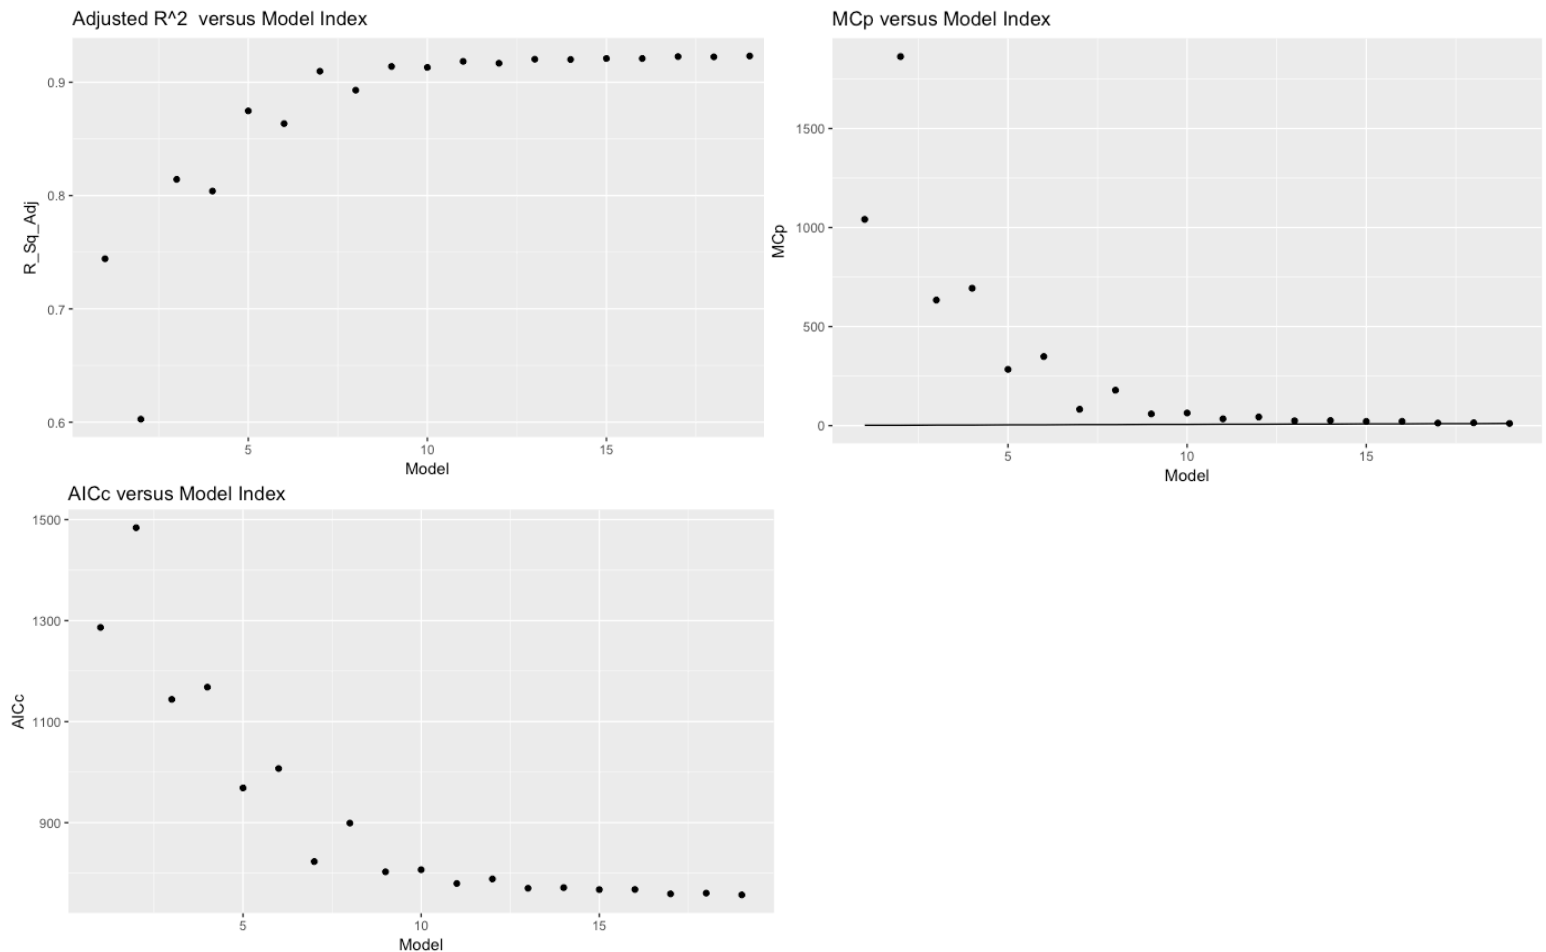 Adjusted R^2  versus Model Index
0.9
0.8
0.7
0.6
R_Sq_Adj
5
10
15
Model
MCp versus Model Index
1500
1000
500
0
MCp
5
10
15
Model
AICc versus Model Index
1500
1300
1100
900
AICc
5
10
15
Model